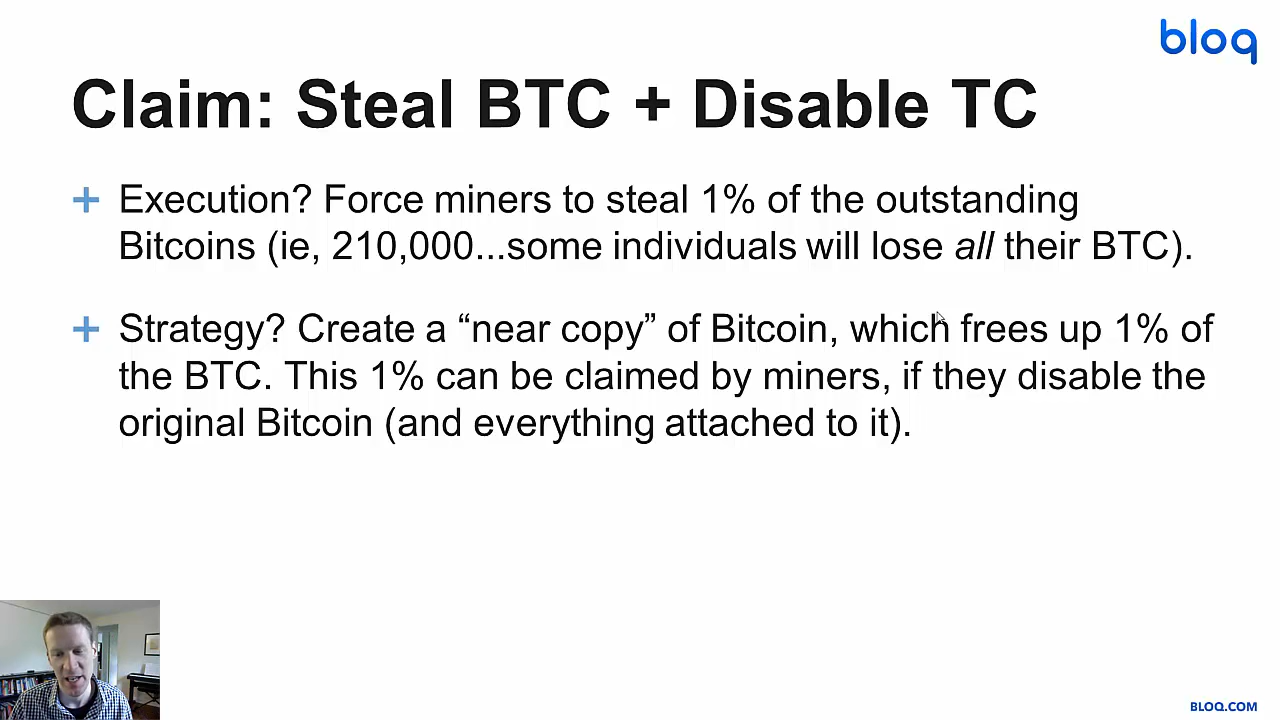 bloq
Claim: Steal BTC + Disable TC
+ Execution? Force miners to steal 1% of the outstanding
Bitcoins (ie, 210,000...some individuals will lose all their BTC).
+ Strategy? Create a “near copy” of Bitcoin, which frees up 1% of
the BTC. This 1% can be claimed by miners, if they disable the
original Bitcoin (and everything attached to it).
BLOQ.COM